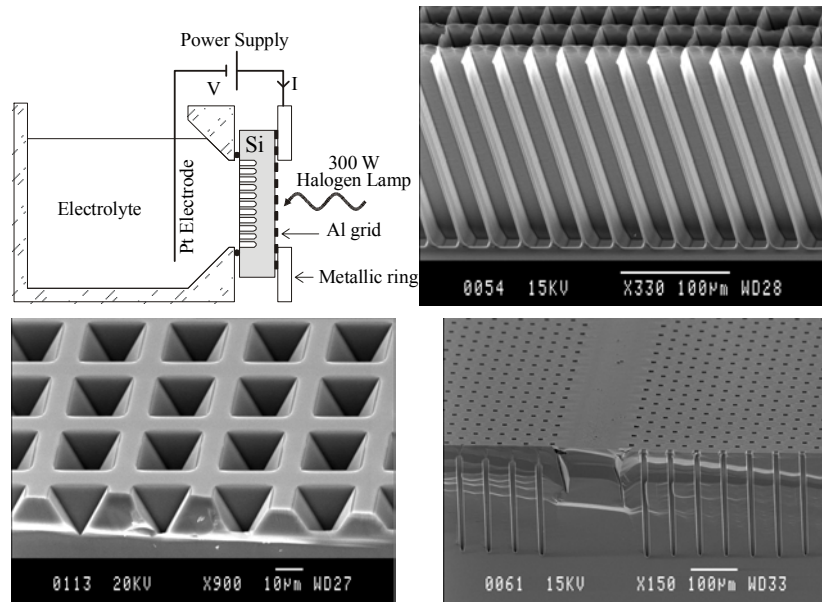 Power Supply
V
I
Si
300 W
Halogen Lamp
Electrolyte
Pt Electrode
Al grid
Metallic ring
0054 15KV X330 100µm WD28
0113 20KV X900 10µm WD27
0061 15KV X150 100µm WD33